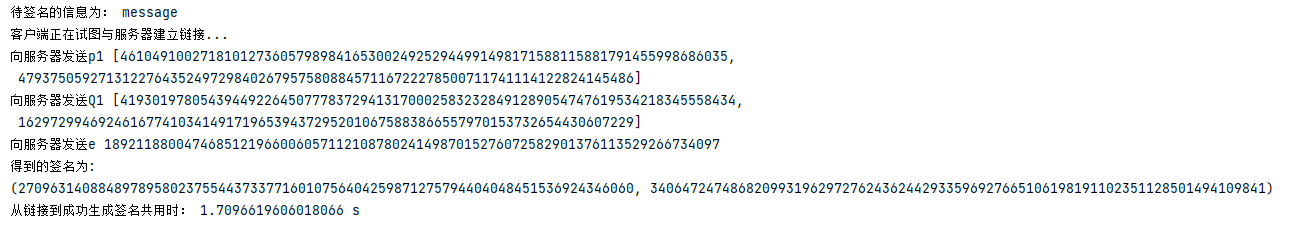 待签名的信息为： message
客户端正在试图与服务器建立链接...
向服务器发送p1 [46104910027181012736057989841653002492529449914981715881158817914559986​86035,
47937505927131227643524972984026795758088457116722278500711741114122824145486]
向服务器发送Q1 [41930197805439449226450777837294131700025832328491289054747619534218345558434,
16297299469246167741034149171965394372952010675883866557970153732654430607229]
向服务器发送e 18921188004746851219660060571121087802414987015276072582901376113529266734097
得到的签名为:
(27096314088489789580237554437337716010756404259871275794404048451536924346060, 34064724748682099319629727624362442933596927665106198191102351128501494109841)
从链接到成功生成签名共用时： 1.7096619606018066 s